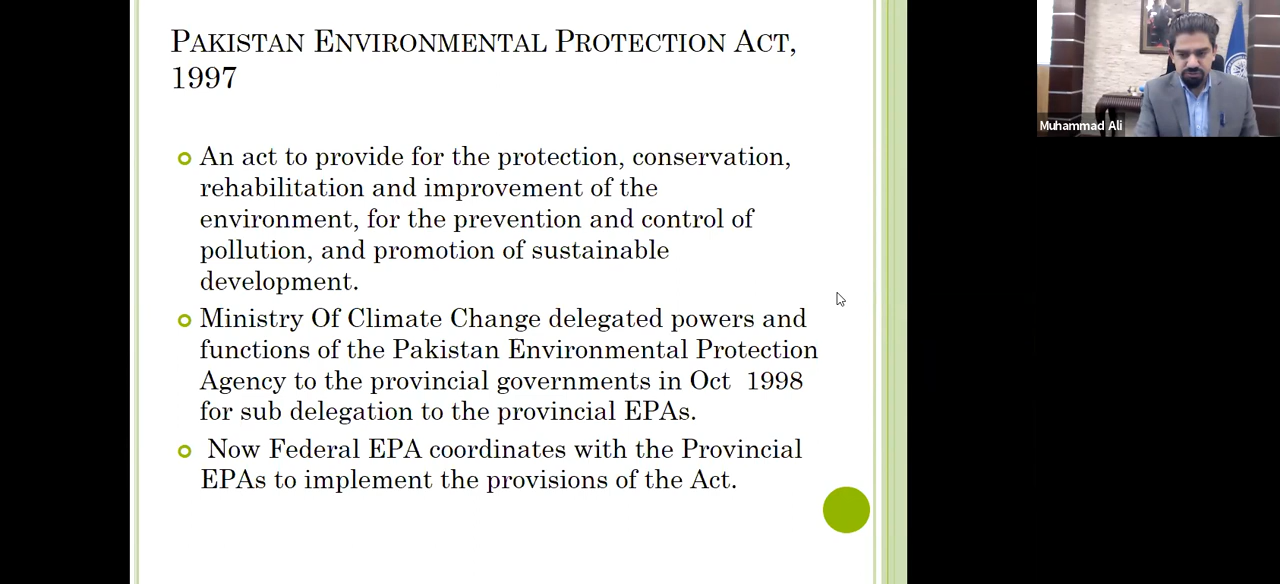 PAKISTAN ENVIRONMENTAL PROTECTION ACT,
1997
An act to provide for the protection, conservation,
rehabilitation and improvement of the
environment, for the prevention and control of
pollution, and promotion of sustainable
development.
Ministry Of Climate Change delegated powers and
functions of the Pakistan Environmental Protection
Agency to the provincial governments in Oct 1998
for sub delegation to the provincial EPAs.
Now Federal EPA coordinates with the Provincial
EPAs to implement the provisions of the Act.
Muhammad Ali